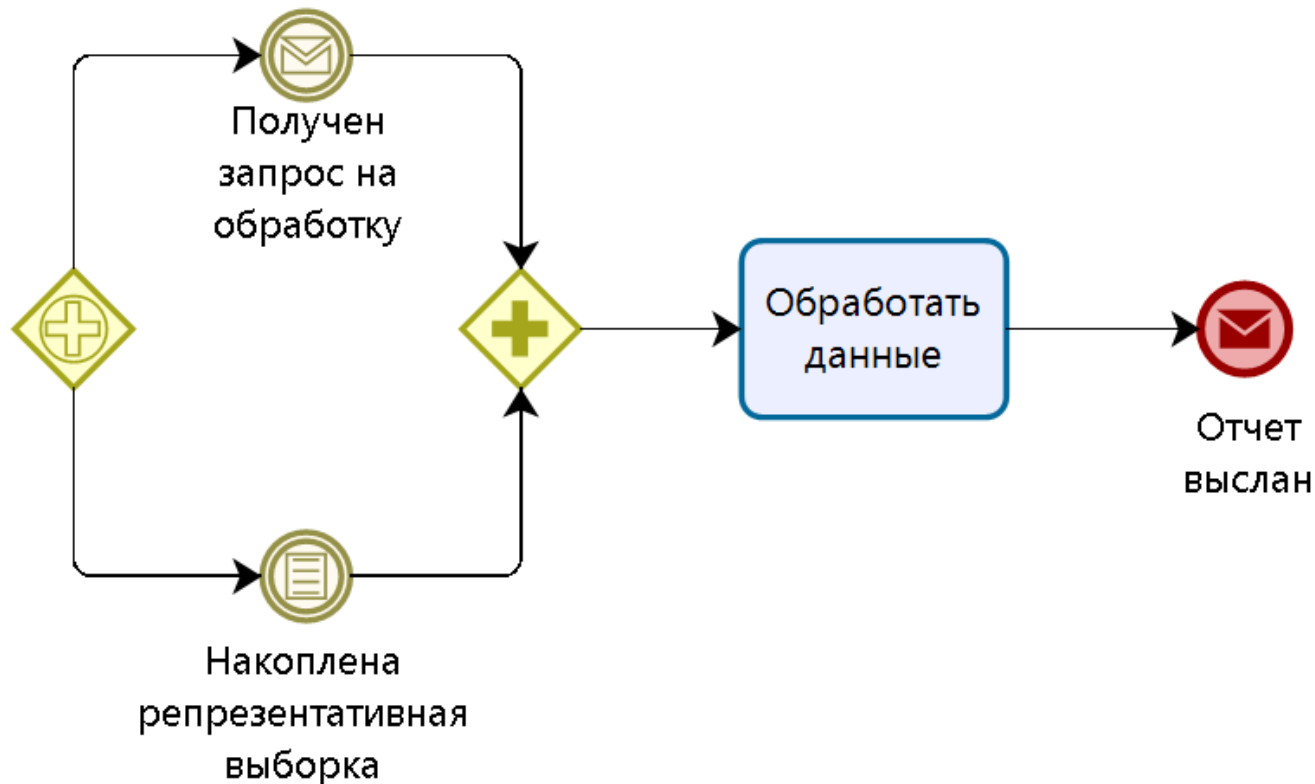 Получен
запрос на
обработку
Обработать
данные
Отчет
выслан
Накоплена
репрезентативная
выборка